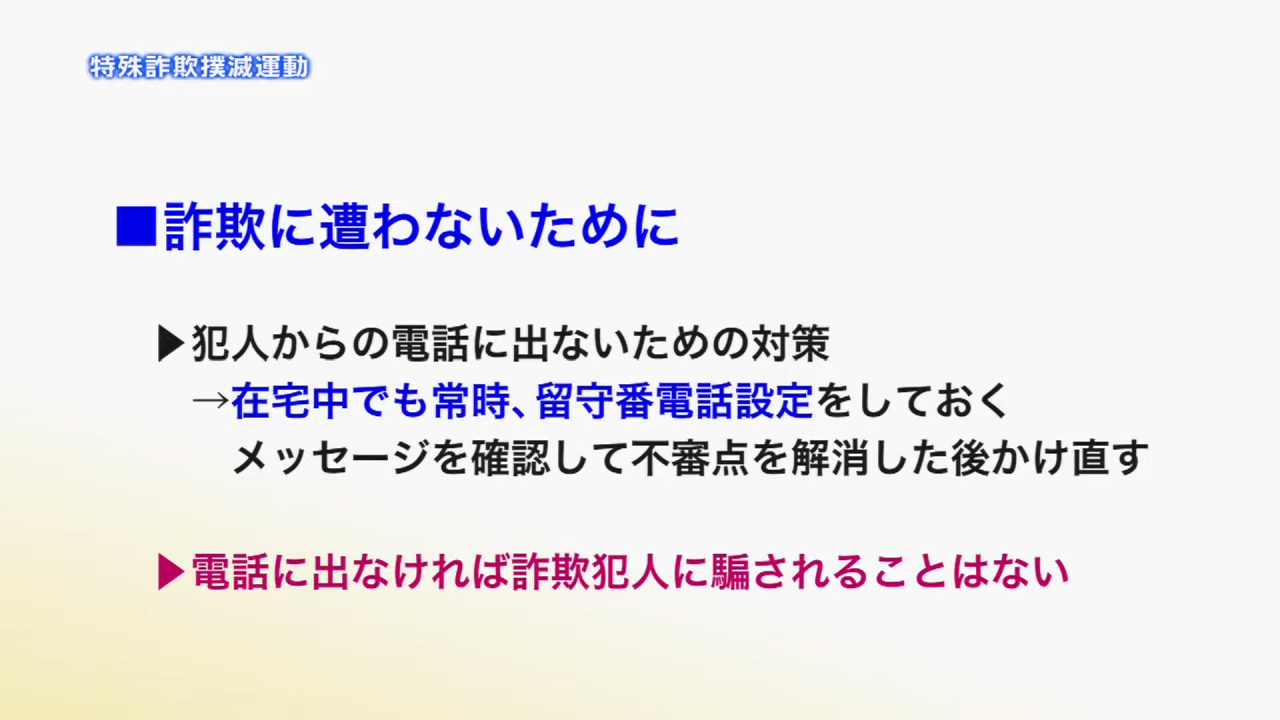 特殊詐欺撲滅運動
■詐欺に遭わないために
▶犯人からの電話に出ないための対策
→在宅中でも常時、留守番電話設定をしておく
メッセージを確認して不審点を解消した後かけ直す
▶電話に出なければ詐欺犯人に騙されることはない